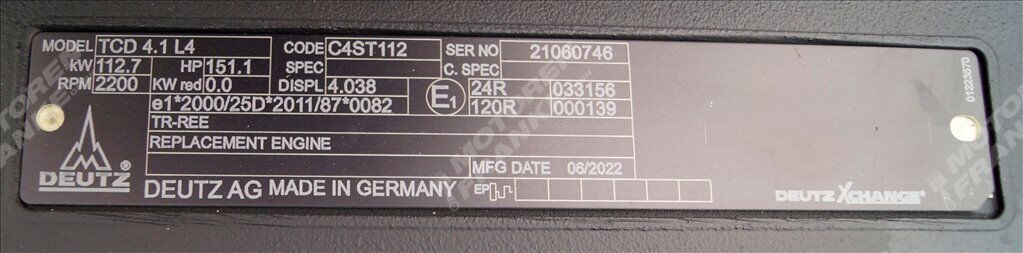 MODEL TCD 4.1 L4 CODE C4ST112 SER NO 21060746
kW 112.7 HP 151.1 SPEC C. SPEC
RPM 2200 KW red 0.0 DISPL 4.038 24R 033156
e1*2000/25D*2011/87*0082 E1 120R 000139
TR-REE
REPLACEMENT ENGINE
MFG DATE 06/2022
DEUTZ ®
DEUTZ AG MADE IN GERMANY EP
DEUTZ XCHANGE
01223570
© MOTOREN FRANKE